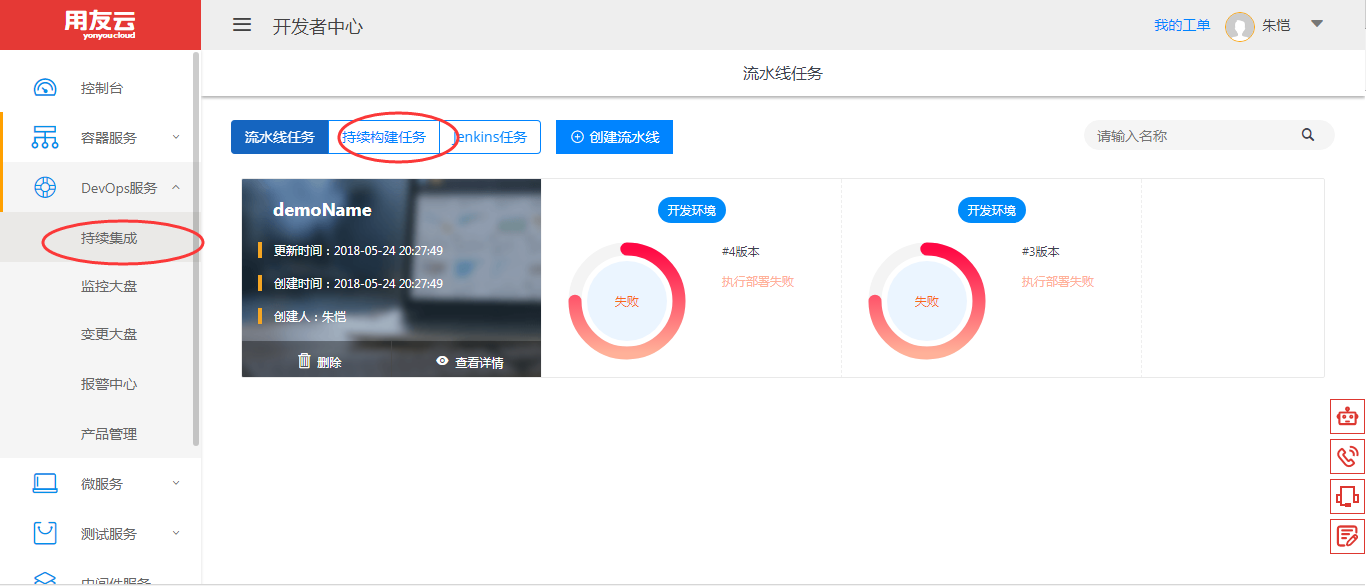 用友云
yonyoucloud
开发者中心
我的工单
朱恺
控制台
容器服务
DevOps服务
持续集成
监控大盘
变更大盘
报警中心
产品管理
微服务
测试服务
中间件服务
流水线任务
流水线任务
持续构建任务
Jenkins任务
创建流水线
请输入名称
demoName
更新时间：2018-05-24 20:27:49
创建时间：2018-05-24 20:27:49
创建人：朱恺
删除
查看详情
开发环境
失败
#4版本
执行部署失败
开发环境
失败
#3版本
执行部署失败